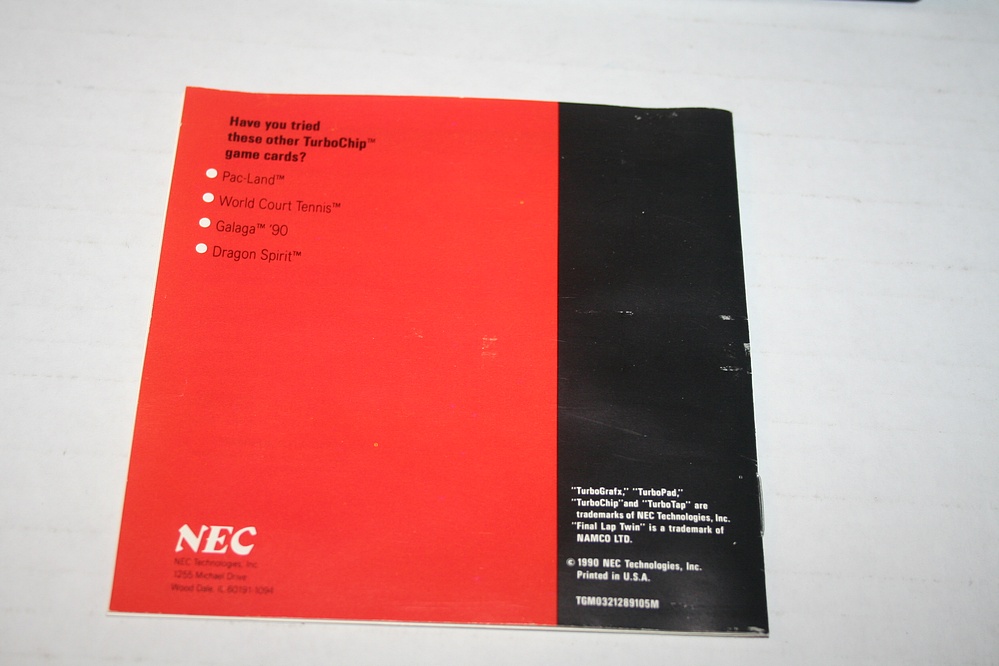 Have you tried
these other TurboChip™
game cards?
Pac-Land™
World Court Tennis™
Galaga™ '90
Dragon Spirit™
NEC
NEC Technologies, Inc.
1255 Michael Drive
Wood Dale, IL 60191-1094
"TurboGrafx," "TurboPad,"
"TurboChip"and "TurboTap" are
trademarks of NEC Technologies, Inc.
"Final Lap Twin" is a trademark of
NAMCO LTD.
© 1990 NEC Technologies, Inc.
Printed in U.S.A.
TGM0321289105M